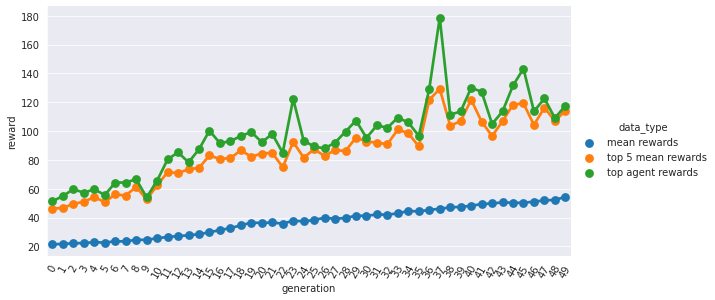 180
160
140
120
100
80
60
40
20
reward
0 1 2 3 4 5 6 7 8 9 10 11 12 13 14 15 16 17 18 19 20 21 22 23 24 25 26 27 28 29 30 31 32 33 34 35 36 37 38 39 40 41 42 43 44 45 46 47 48 49
generation
data_type
mean rewards
top 5 mean rewards
top agent rewards